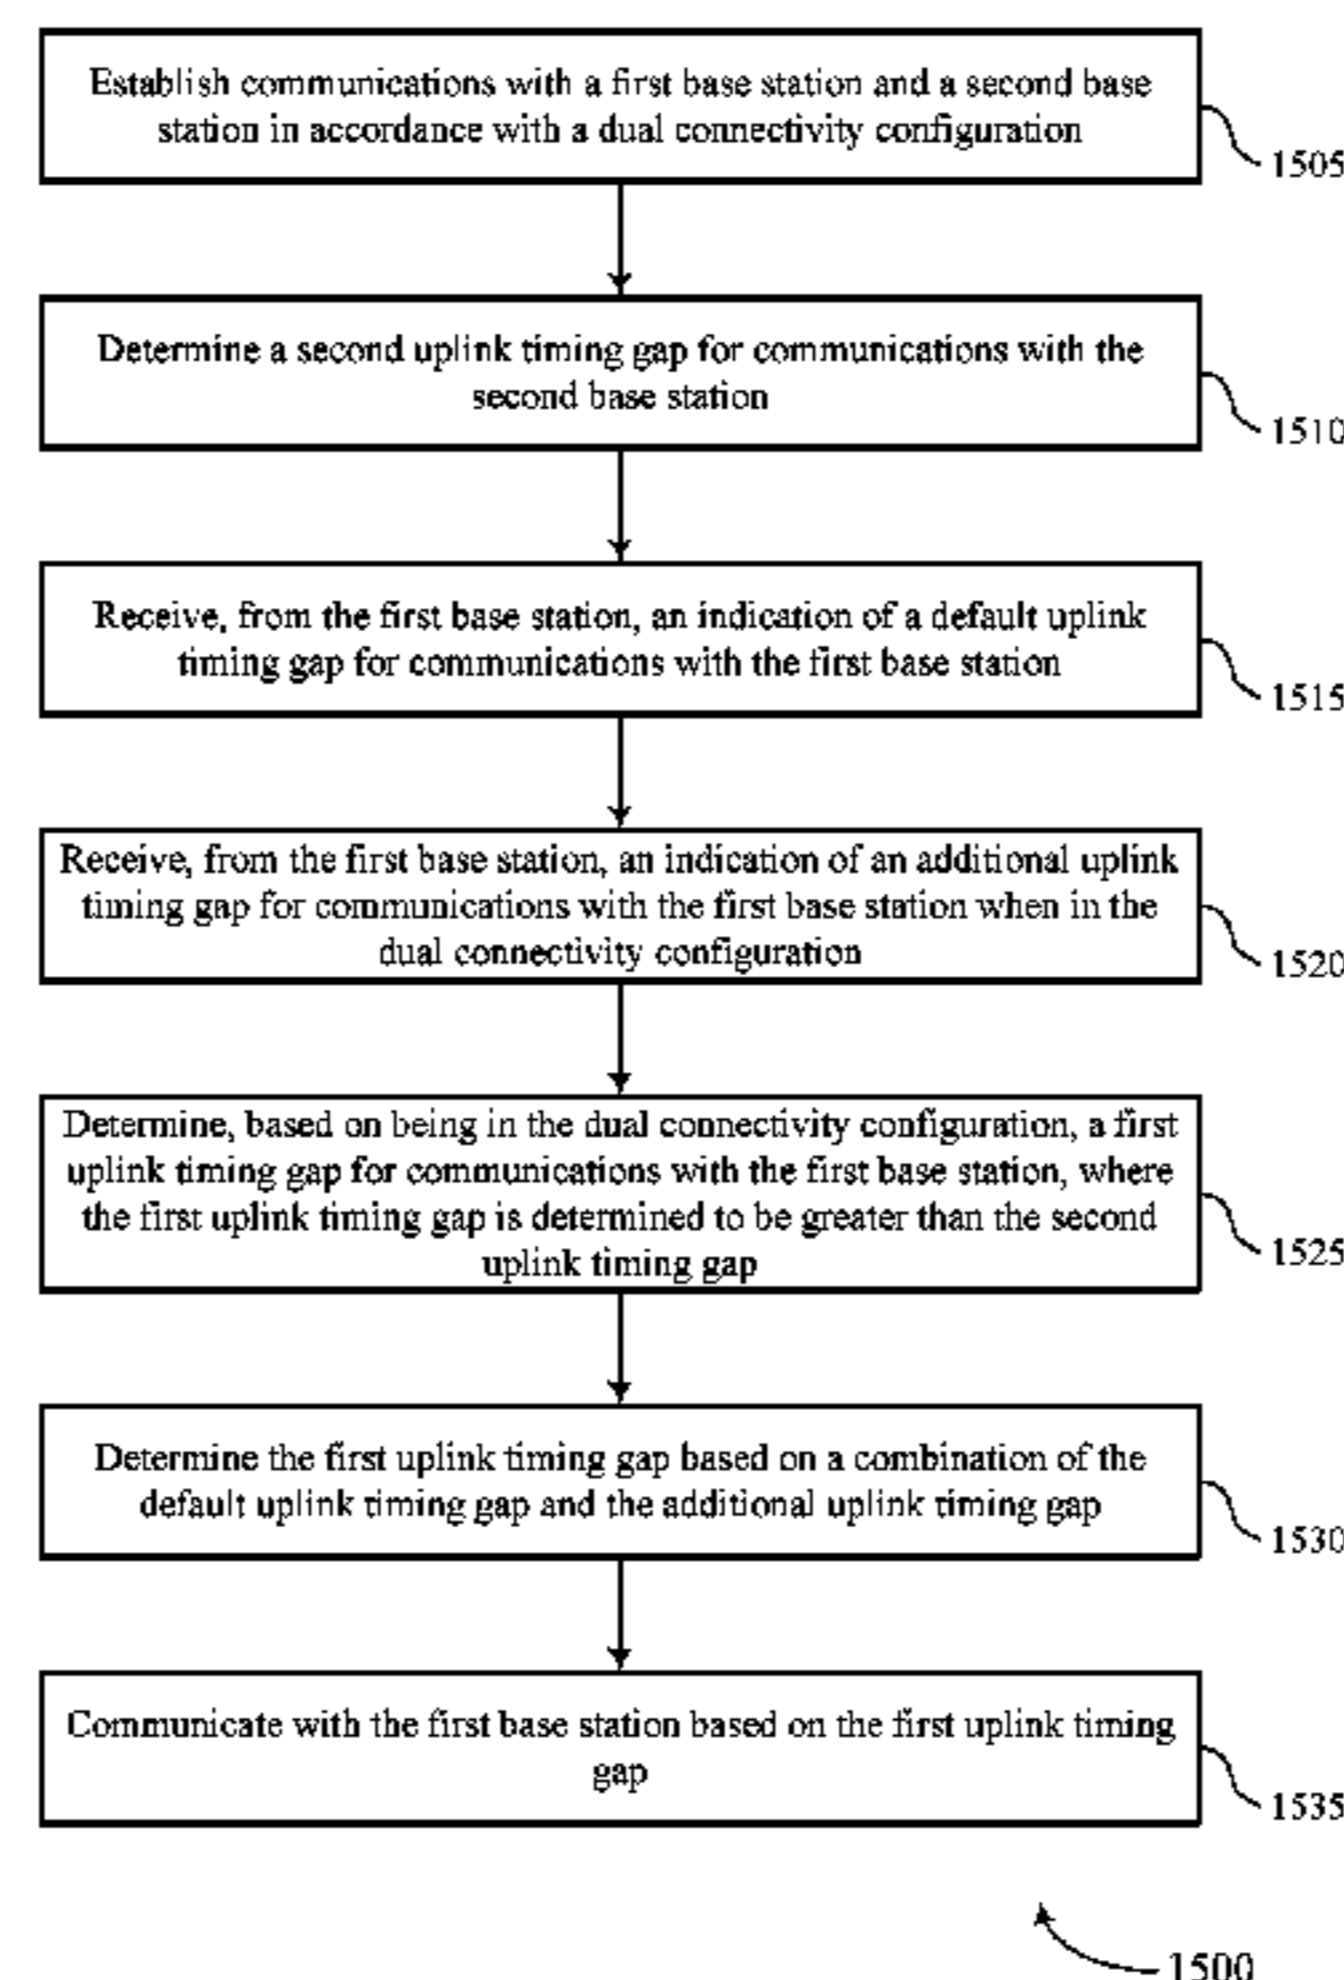 Establish communications with a first base station and a second base
station in accordance with a dual connectivity configuration
1505
Determine a second uplink timing gap for communications with the
second base station
1510
Receive, from the first base station, an indication of a default uplink
timing gap for communications with the first base station
1515
Receive, from the first base station, an indication of an additional uplink
timing gap for communications with the first base station when in the
dual connectivity configuration
1520
Determine, based on being in the dual connectivity configuration, a first
uplink timing gap for communications with the first base station, where
the first uplink timing gap is determined to be greater than the second
uplink timing gap
1525
Determine the first uplink timing gap based on a combination of the
default uplink timing gap and the additional uplink timing gap
1530
Communicate with the first base station based on the first uplink timing
gap
1535
1500